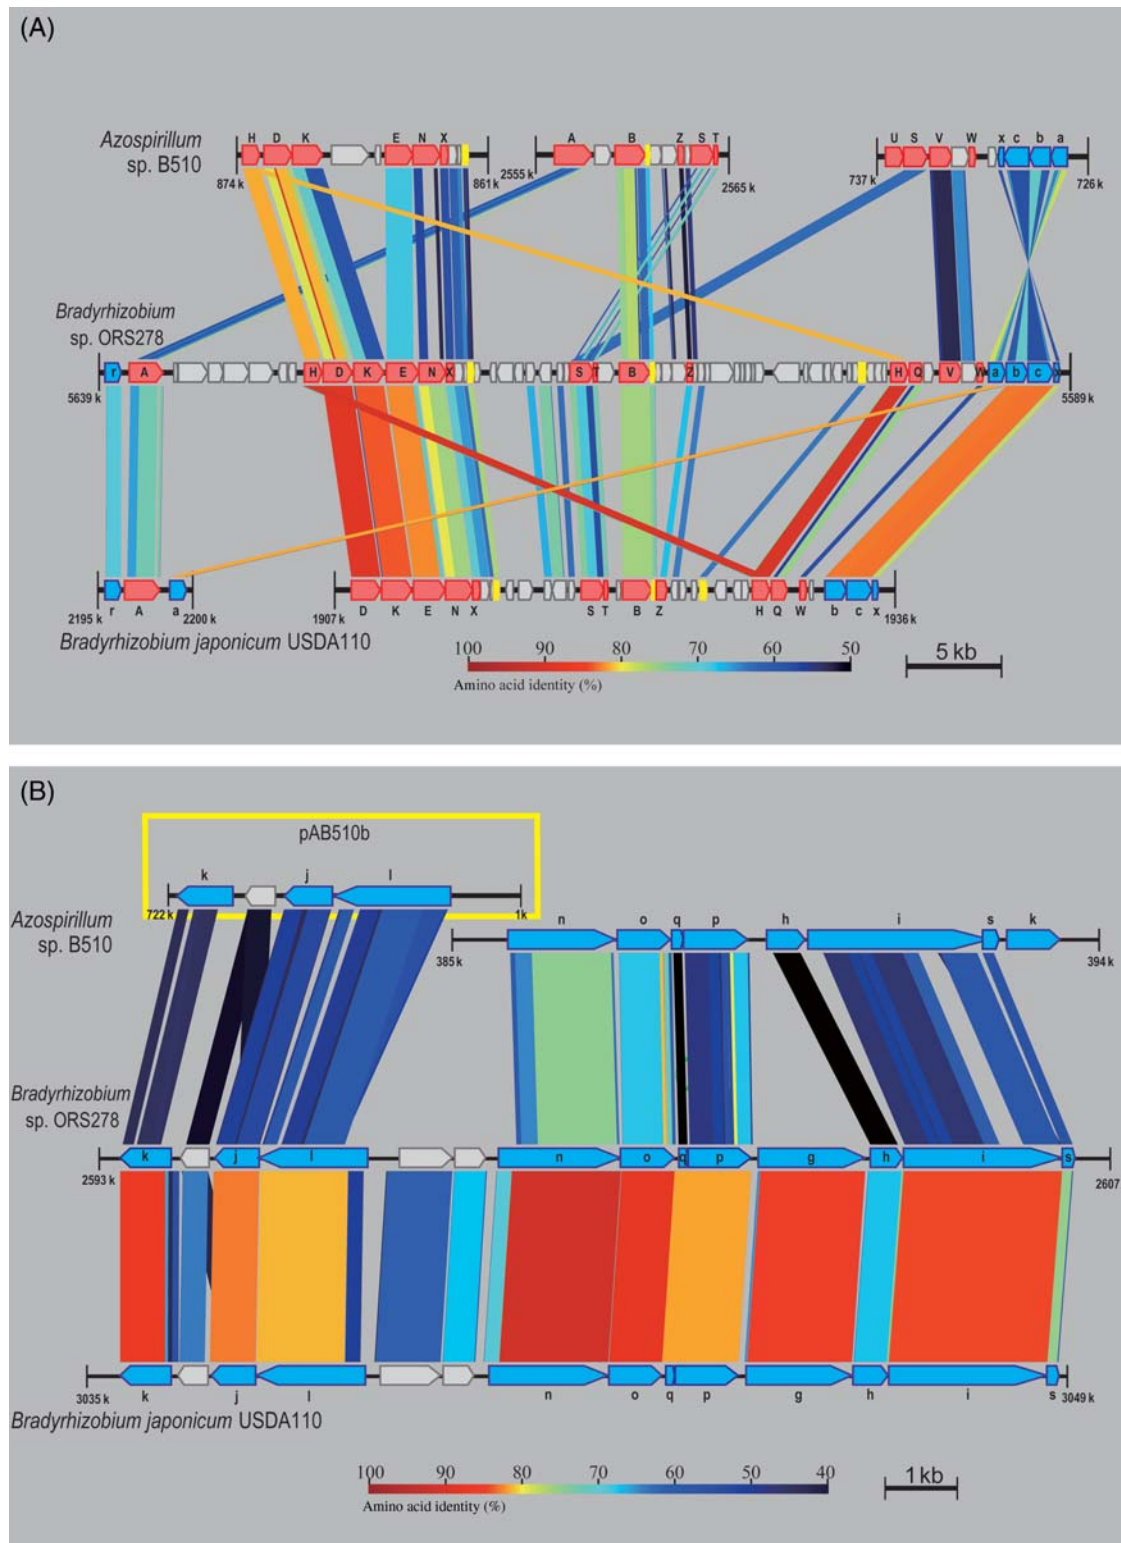 (A)
H D K E N X A B Z S T U S V W x c b a
Azospirillum
sp. B510
874 k 861 k 2555 k 2565 k 737 k 726 k
Bradyrhizobium
sp. ORS278
r A H D K E N X S T B Z H Q V W a b c x
5639 k 5589 k
2195 k 2200 k 1907 k 1936 k
r A a D K E N X S T B Z H Q W b c x
Bradyrhizobium japonicum USDA110
100 90 80 70 60 50
Amino acid identity (%)
5 kb
(B)
pAB510b
k j l
722 k 1k
Azospirillum
sp. B510
n o q p h i s k
385 k 394 k
Bradyrhizobium
sp. ORS278
k j l n o q p g h i s
2593 k 2607
3035 k 3049 k
k j l n o q p g h i s
Bradyrhizobium japonicum USDA110
100 90 80 70 60 50 40
Amino acid identity (%)
1 kb